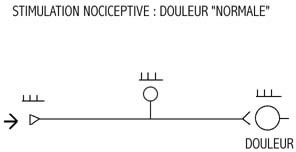 STIMULATION NOCICEPTIVE : DOULEUR "NORMALE"
DOULEUR